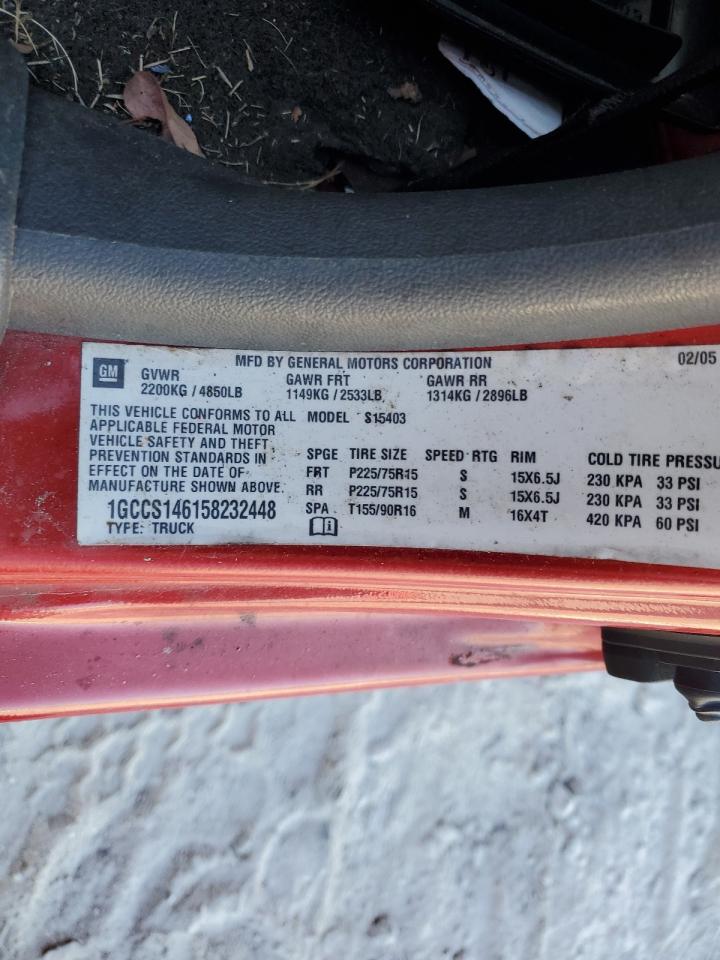 GM
MFD BY GENERAL MOTORS CORPORATION
02/05
GVWR GAWR FRT GAWR RR
2200KG / 4850LB 1149KG / 2533LB 1314KG / 2896LB
THIS VEHICLE CONFORMS TO ALL
APPLICABLE FEDERAL MOTOR
VEHICLE SAFETY AND THEFT
PREVENTION STANDARDS IN
EFFECT ON THE DATE OF
MANUFACTURE SHOWN ABOVE.
1GCCS146158232448
TYPE: TRUCK
MODEL S15403
SPGE TIRE SIZE SPEED RTG RIM COLD TIRE PRESSU
FRT P225/75R15 S 15X6.5J 230 KPA 33 PSI
RR P225/75R15 S 15X6.5J 230 KPA 33 PSI
SPA T155/90R16 M 16X4T 420 KPA 60 PSI
i